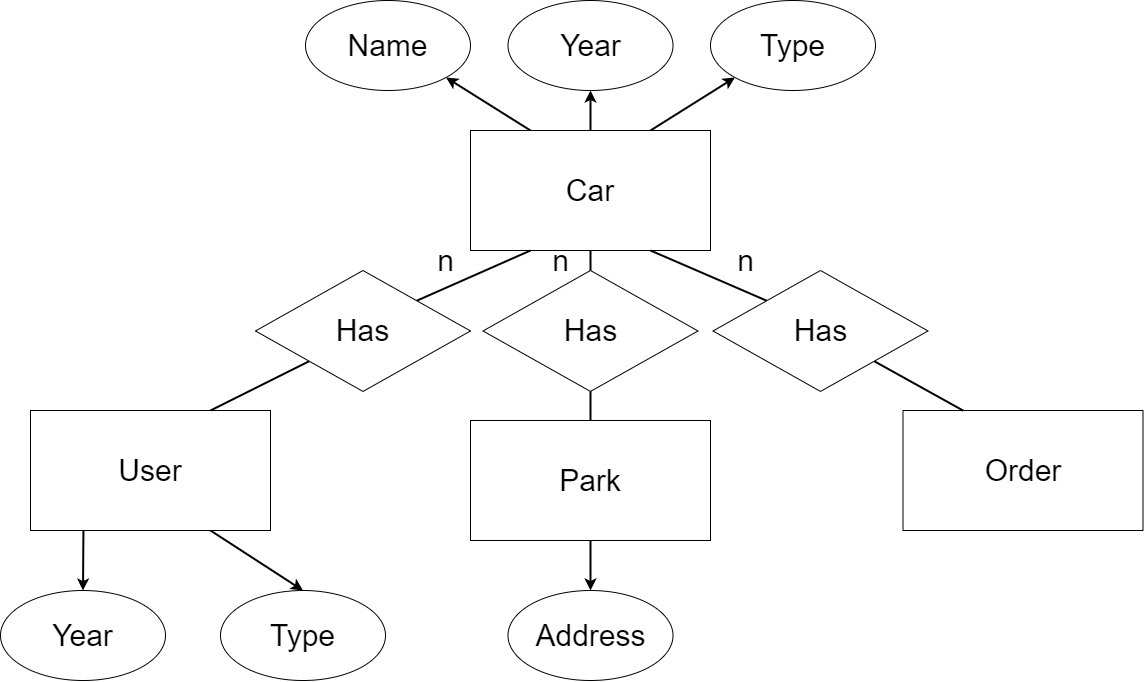 Name
Year
Type
Car
n
n
n
Has
Has
Has
User
Park
Order
Year
Type
Address